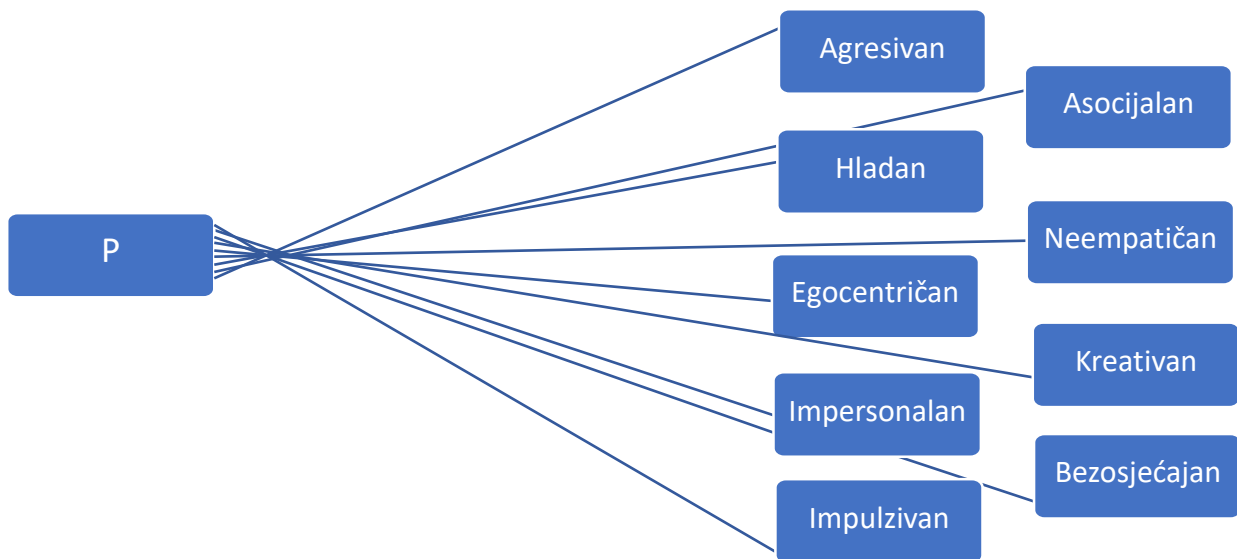 P
Agresivan
Asocijalan
Hladan
Neempatičan
Egocentričan
Kreativan
Impersonalan
Bezosjećajan
Impulzivan